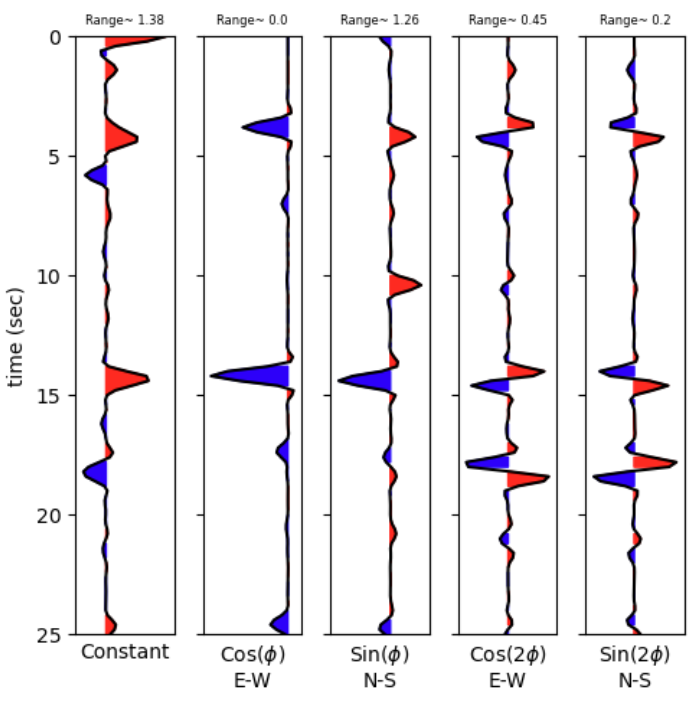 Range~ 1.38 Range~ 0.0 Range~ 1.26 Range~ 0.45 Range~ 0.2
0
5
10
15
20
25
time (sec)
Constant Cos(ϕ) Sin(ϕ) Cos(2ϕ) Sin(2ϕ)
E-W N-S E-W N-S